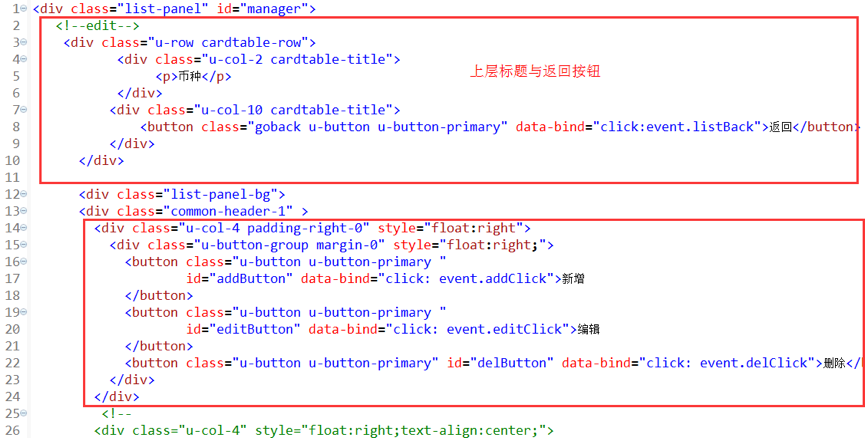 1 <div class="list-panel" id="manager">
2 <!--edit-->
3 <div class="u-row cardtable-row">
4 <div class="u-col-2 cardtable-title">
5 <p>币种</p>
上层标题与返回按钮
6 </div>
7 <div class="u-col-10 cardtable-title">
8 <button class="goback u-button u-button-primary" data-bind="click:event.listBack">返回</button>
9 </div>
10 </div>
11
12 <div class="list-panel-bg">
13 <div class="common-header-1" >
14 <div class="u-col-4 padding-right-0" style="float:right">
15 <div class="u-button-group margin-0" style="float:right;">
16 <button class="u-button u-button-primary "
17 id="addButton" data-bind="click: event.addClick">新增
18 </button>
19 <button class="u-button u-button-primary "
20 id="editButton" data-bind="click: event.editClick">编辑
21 </button>
22 <button class="u-button u-button-primary" id="delButton" data-bind="click: event.delClick">删除</
23 </div>
24 </div>
25 <!--
26 <div class="u-col-4" style="float:right;text-align:center;">